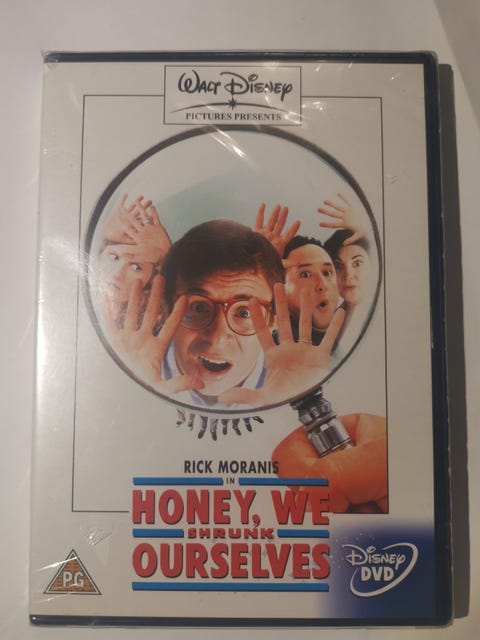 WALT DISNEY
PICTURES PRESENTS
RICK MORANIS
IN
HONEY, WE
SHRUNK
OURSELVES
PG
DISNEY
DVD